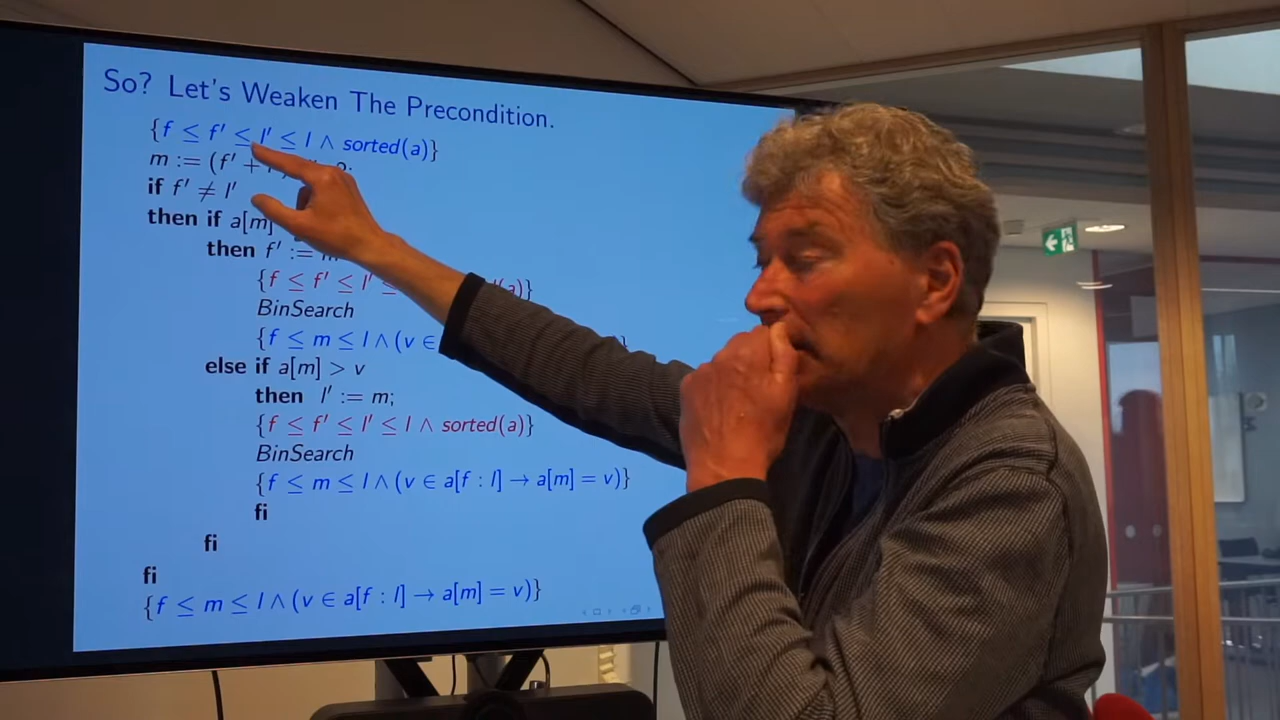 So? Let's Weaken The Precondition.
{f ≤ f′ ≤ l′ ≤ l ∧ sorted(a)}
m := (f′ + 2;
if f′ ≠ l′
then if a[m]
then f′ :=
{f ≤ f′ ≤ l′ ≤ (a)}
BinSearch
{f ≤ m ≤ l ∧ (v ∈ }
else if a[m] > v
then l′ := m;
{f ≤ f′ ≤ l′ ≤ l ∧ sorted(a)}
BinSearch
{f ≤ m ≤ l ∧ (v ∈ a[f : l] → a[m] = v)}
fi
fi
fi
{f ≤ m ≤ l ∧ (v ∈ a[f : l] → a[m] = v)}